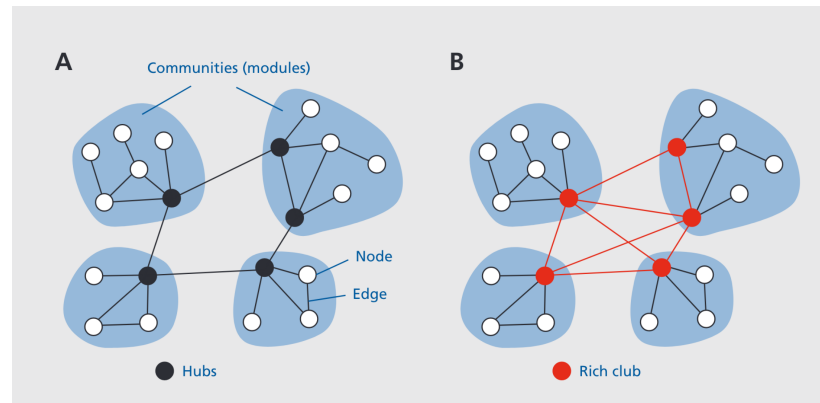 A
B
Communities (modules)
Node
Edge
Hubs
Rich club